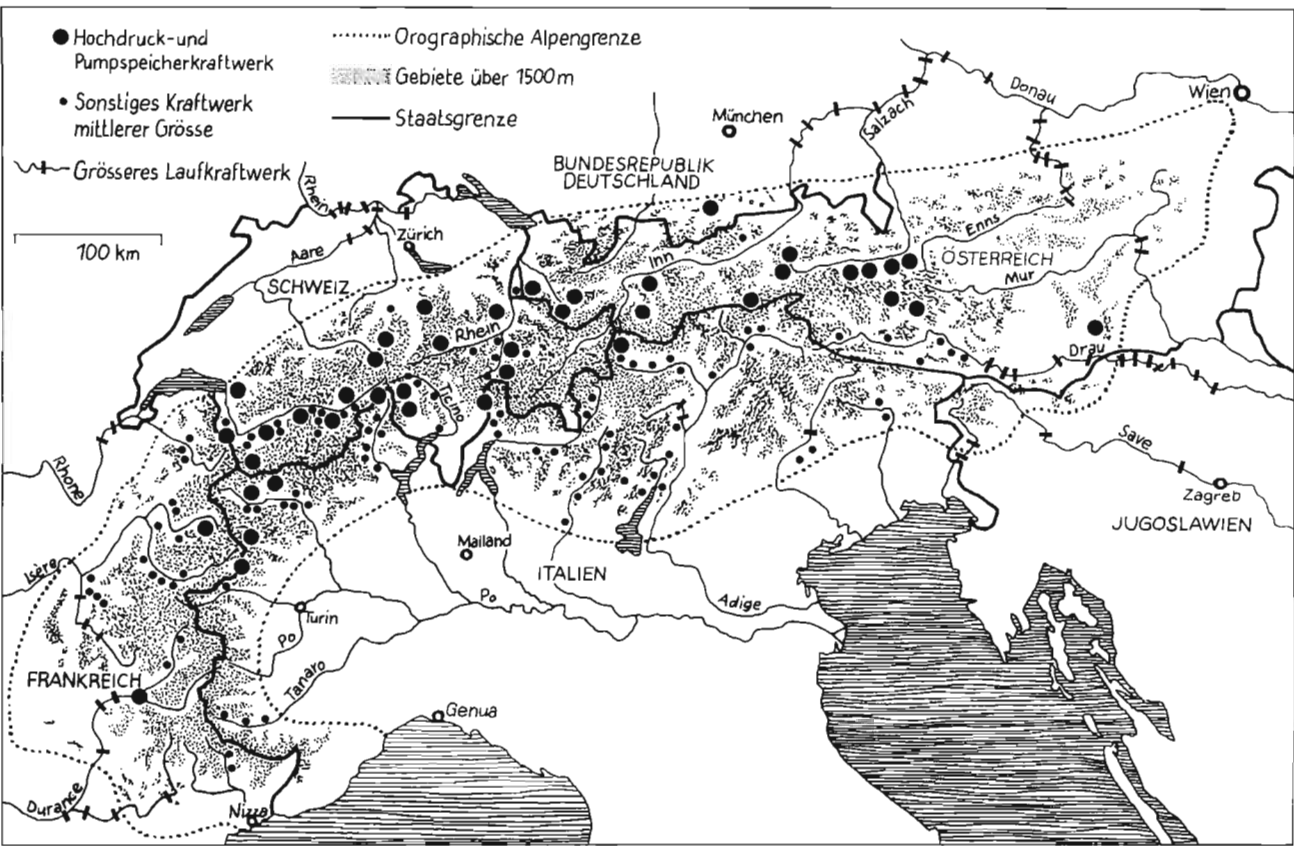 Hochdruck-und
Pumpspeicherkraftwerk
Sonstiges Kraftwerk
mittlerer Grösse
Grösseres Laufkraftwerk
Orographische Alpengrenze
Gebiete über 1500m
Staatsgrenze
100 km
München
Salzach
Donau
Wien
BUNDESREPUBLIK
DEUTSCHLAND
Rhein
Zürich
Aare
SCHWEIZ
Inn
Enns
ÖSTERREICH
Mur
Rhein
Drau
Ticino
Rhone
Save
Zagreb
JUGOSLAWIEN
Mailand
ITALIEN
Isère
Po
Adige
Turin
Po
Tanaro
FRANKREICH
Genua
Durance
Nizza